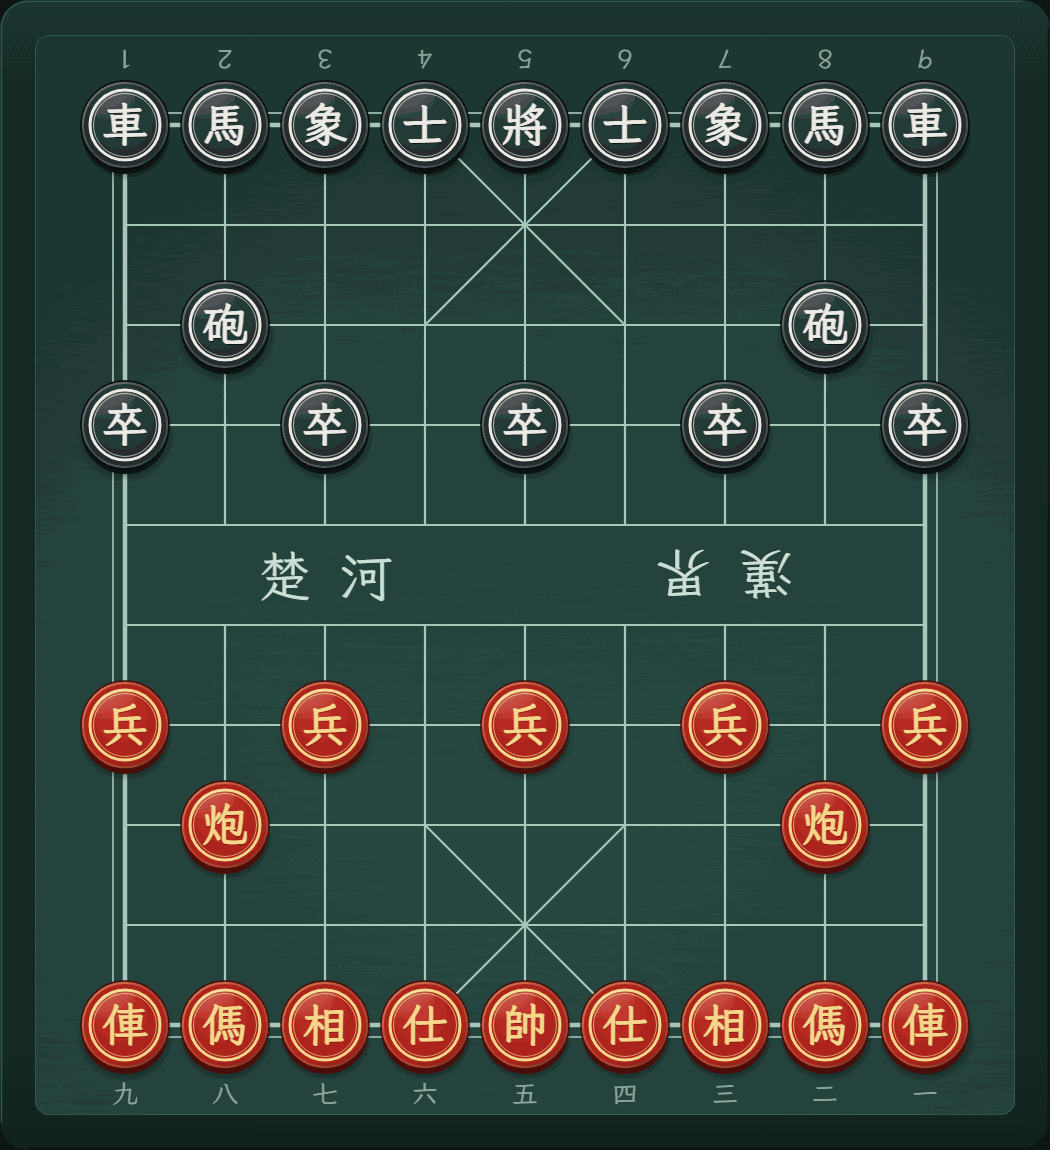 1 2 3 4 5 6 7 8 9
車 馬 象 士 將 士 象 馬 車
砲 砲
卒 卒 卒 卒 卒
楚 河 漢 界
兵 兵 兵 兵 兵
炮 炮
俥 傌 相 仕 帥 仕 相 傌 俥
九 八 七 六 五 四 三 二 一